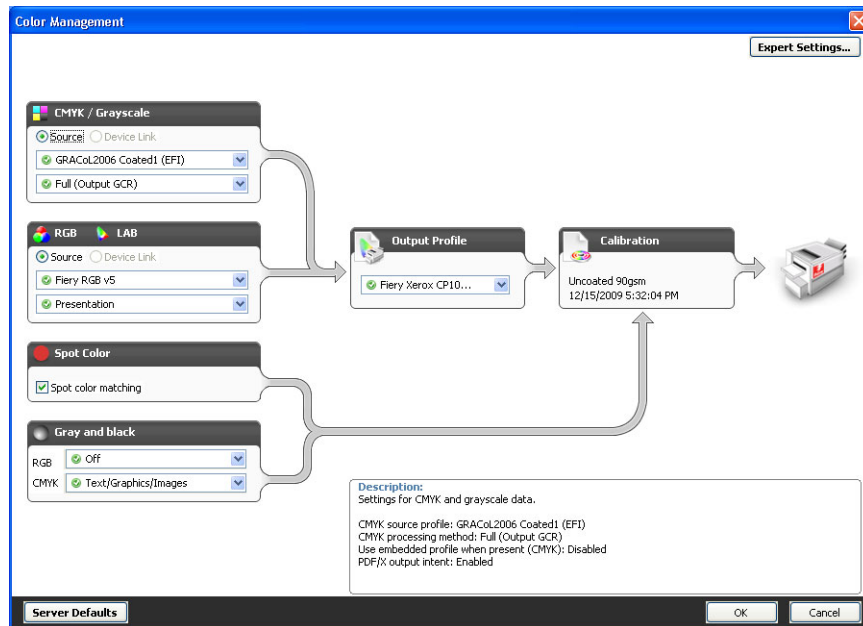 Color Management
Expert Settings...
CMYK / Grayscale
Source Device Link
GRACoL2006 Coated1 (EFI)
Full (Output GCR)
RGB LAB
Source Device Link
Fiery RGB v5
Presentation
Output Profile
Fiery Xerox CP10...
Calibration
Uncoated 90gsm
12/15/2009 5:32:04 PM
Spot Color
Spot color matching
Gray and black
RGB Off
CMYK Text/Graphics/Images
Description:
Settings for CMYK and grayscale data.
CMYK source profile: GRACoL2006 Coated1 (EFI)
CMYK processing method: Full (Output GCR)
Use embedded profile when present (CMYK): Disabled
PDF/X output intent: Enabled
Server Defaults
OK
Cancel